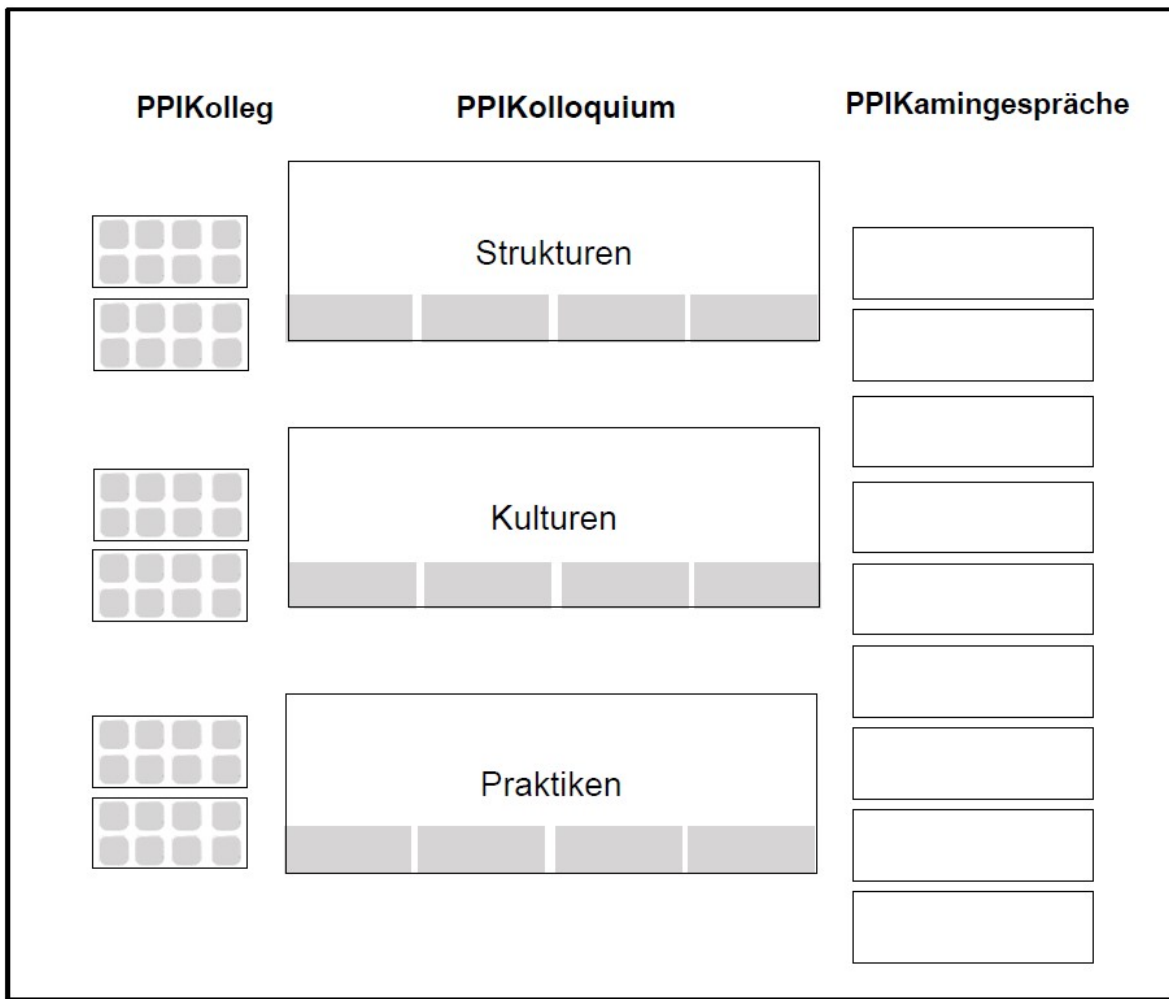 PPIKolleg
PPIKolloquium
PPIKamingespräche
Strukturen
Kulturen
Praktiken